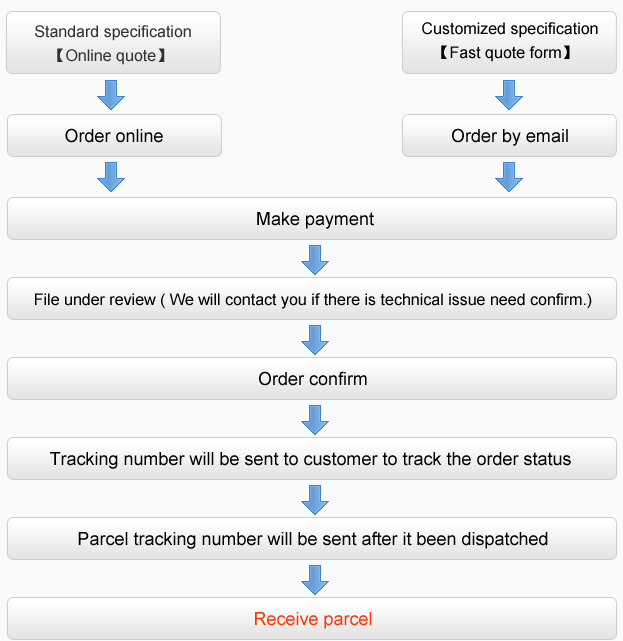 Standard specification
【Online quote】
Customized specification
【Fast quote form】
Order online
Order by email
Make payment
File under review ( We will contact you if there is technical issue need confirm.)
Order confirm
Tracking number will be sent to customer to track the order status
Parcel tracking number will be sent after it been dispatched
Receive parcel